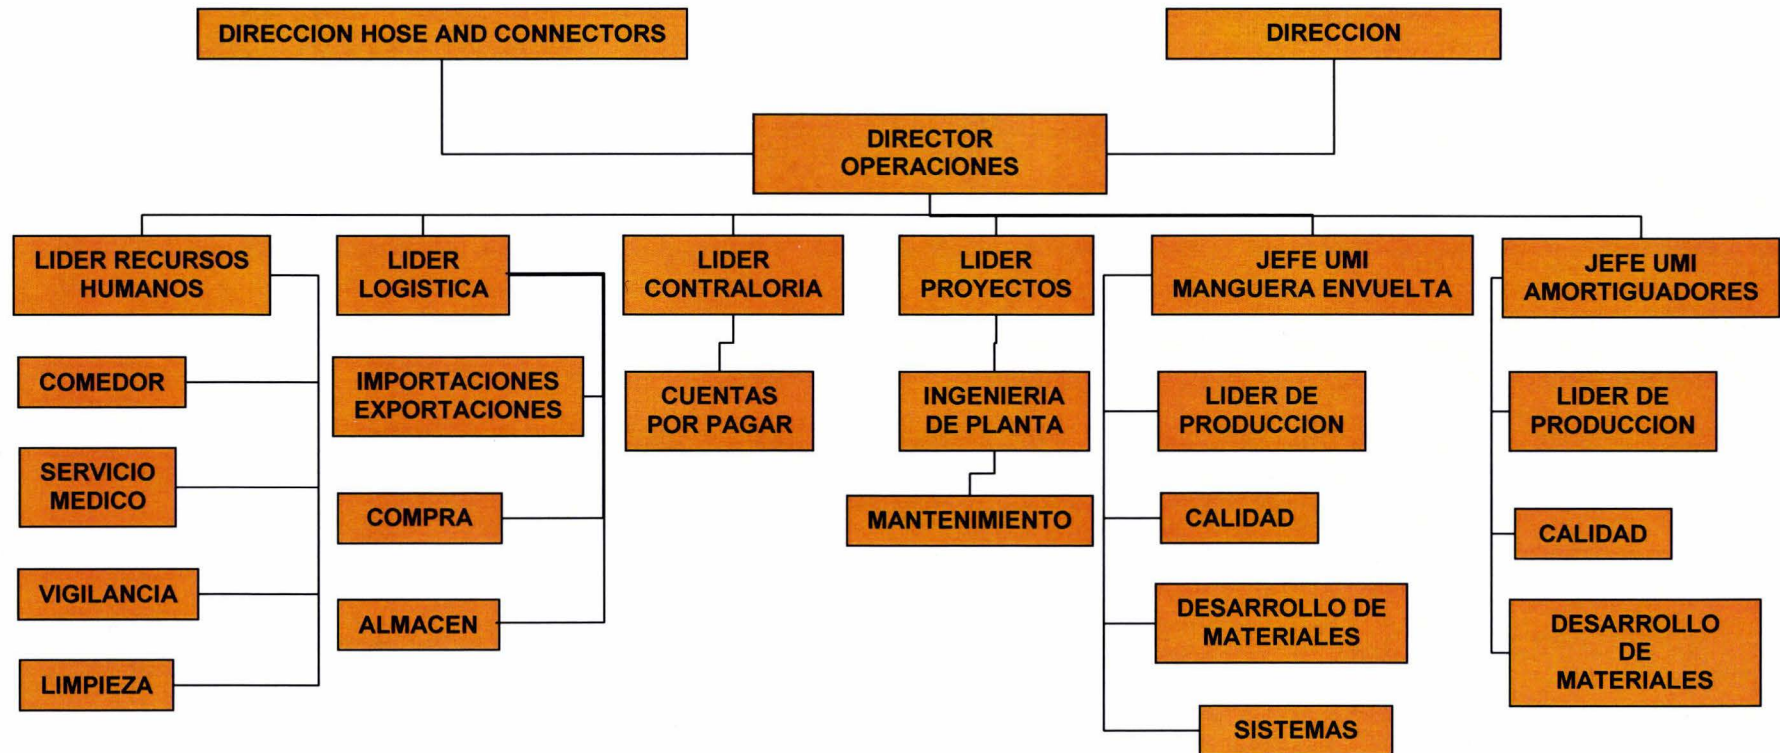 DIRECCION HOSE AND CONNECTORS
DIRECCION
DIRECTOR
OPERACIONES
LIDER RECURSOS
HUMANOS
LIDER
LOGISTICA
LIDER
CONTRALORIA
LIDER
PROYECTOS
JEFE UMI
MANGUERA ENVUELTA
JEFE UMI
AMORTIGUADORES
COMEDOR
SERVICIO
MEDICO
VIGILANCIA
LIMPIEZA
IMPORTACIONES
EXPORTACIONES
COMPRA
ALMACEN
CUENTAS
POR PAGAR
INGENIERIA
DE PLANTA
MANTENIMIENTO
LIDER DE
PRODUCCION
CALIDAD
DESARROLLO DE
MATERIALES
SISTEMAS
LIDER DE
PRODUCCION
CALIDAD
DESARROLLO
DE
MATERIALES